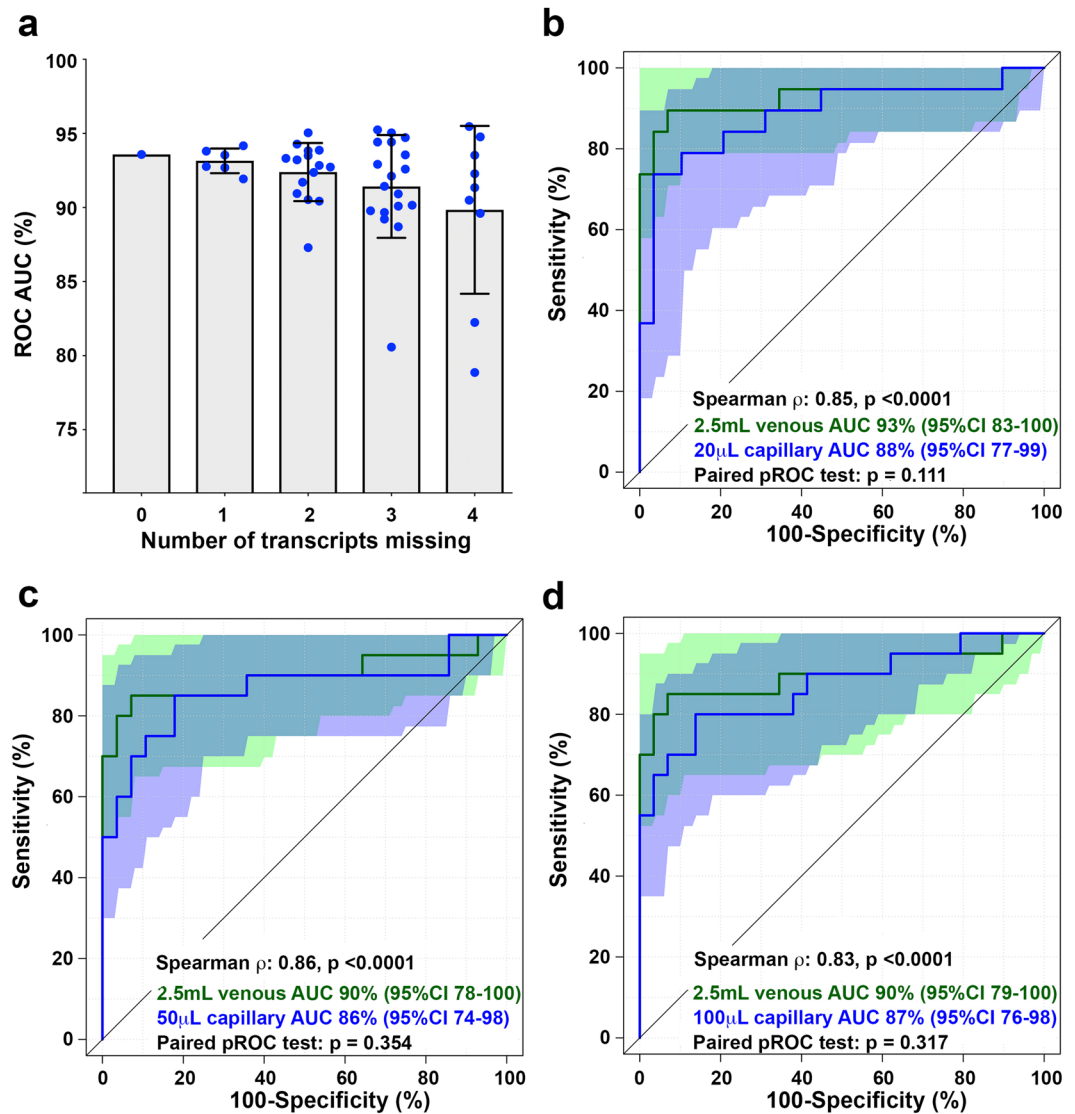 a
100
95
90
85
80
75
ROC AUC (%)
0 1 2 3 4
Number of transcripts missing
b
100
80
60
40
20
0
Sensitivity (%)
Spearman ρ: 0.85, p <0.0001
2.5mL venous AUC 93% (95%CI 83-100)
20μL capillary AUC 88% (95%CI 77-99)
Paired pROC test: p = 0.111
0 20 40 60 80 100
100-Specificity (%)
c
100
80
60
40
20
0
Sensitivity (%)
Spearman ρ: 0.86, p <0.0001
2.5mL venous AUC 90% (95%CI 78-100)
50μL capillary AUC 86% (95%CI 74-98)
Paired pROC test: p = 0.354
0 20 40 60 80 100
100-Specificity (%)
d
100
80
60
40
20
0
Sensitivity (%)
Spearman ρ: 0.83, p <0.0001
2.5mL venous AUC 90% (95%CI 79-100)
100μL capillary AUC 87% (95%CI 76-98)
Paired pROC test: p = 0.317
0 20 40 60 80 100
100-Specificity (%)